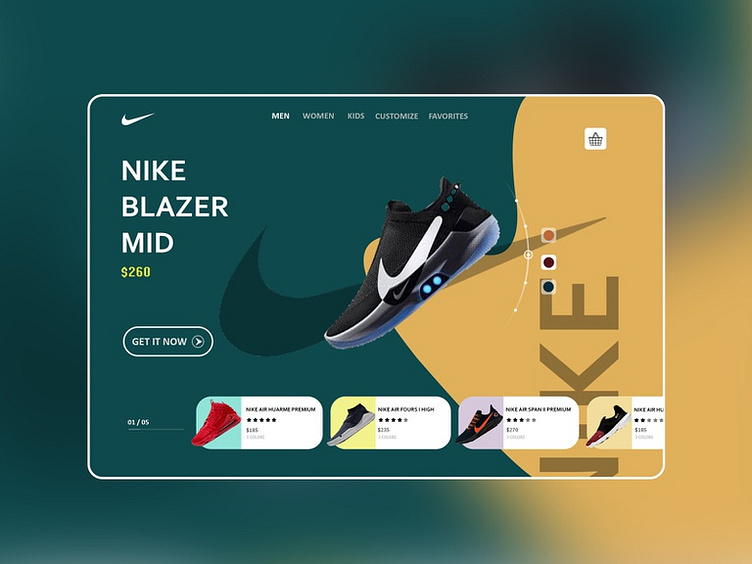 MEN WOMEN KIDS CUSTOMIZE FAVORITES
NIKE
BLAZER
MID
$260
GET IT NOW
NIKE
01 / 05
NIKE AIR HUARME PREMIUM
$185
3 COLORS
NIKE AIR FOURS I HIGH
$235
3 COLORS
NIKE AIR SPAN II PREMIUM
$270
3 COLORS
NIKE AIR HU
$185
3 COLORS